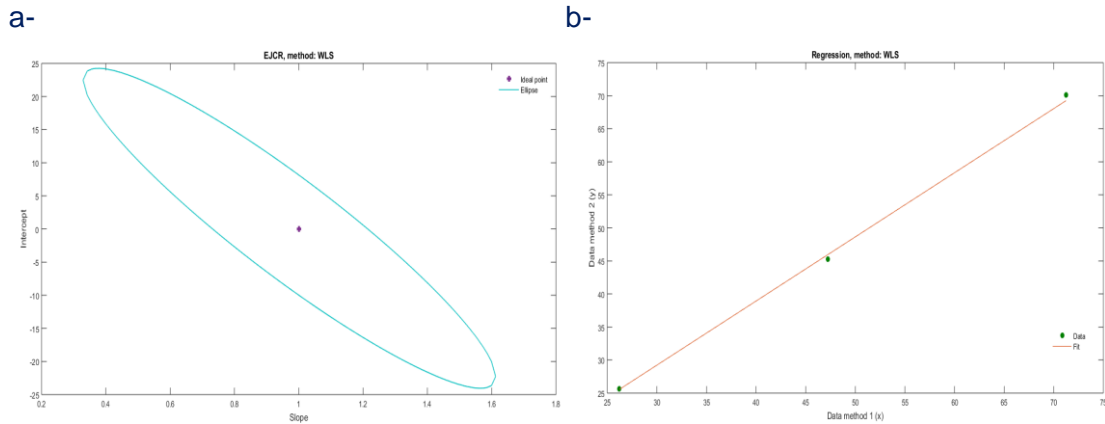 a-
EJCR, method: WLS
Ideal point
Ellipse
25
20
15
10
5
0
-5
-10
-15
-20
-25
Intercept
0.2 0.4 0.6 0.8 1 1.2 1.4 1.6 1.8
Slope
b-
Regression, method: WLS
75
70
65
60
55
50
45
40
35
30
25
Data method 2 (y)
Data
Fit
25 30 35 40 45 50 55 60 65 70 75
Data method 1 (x)